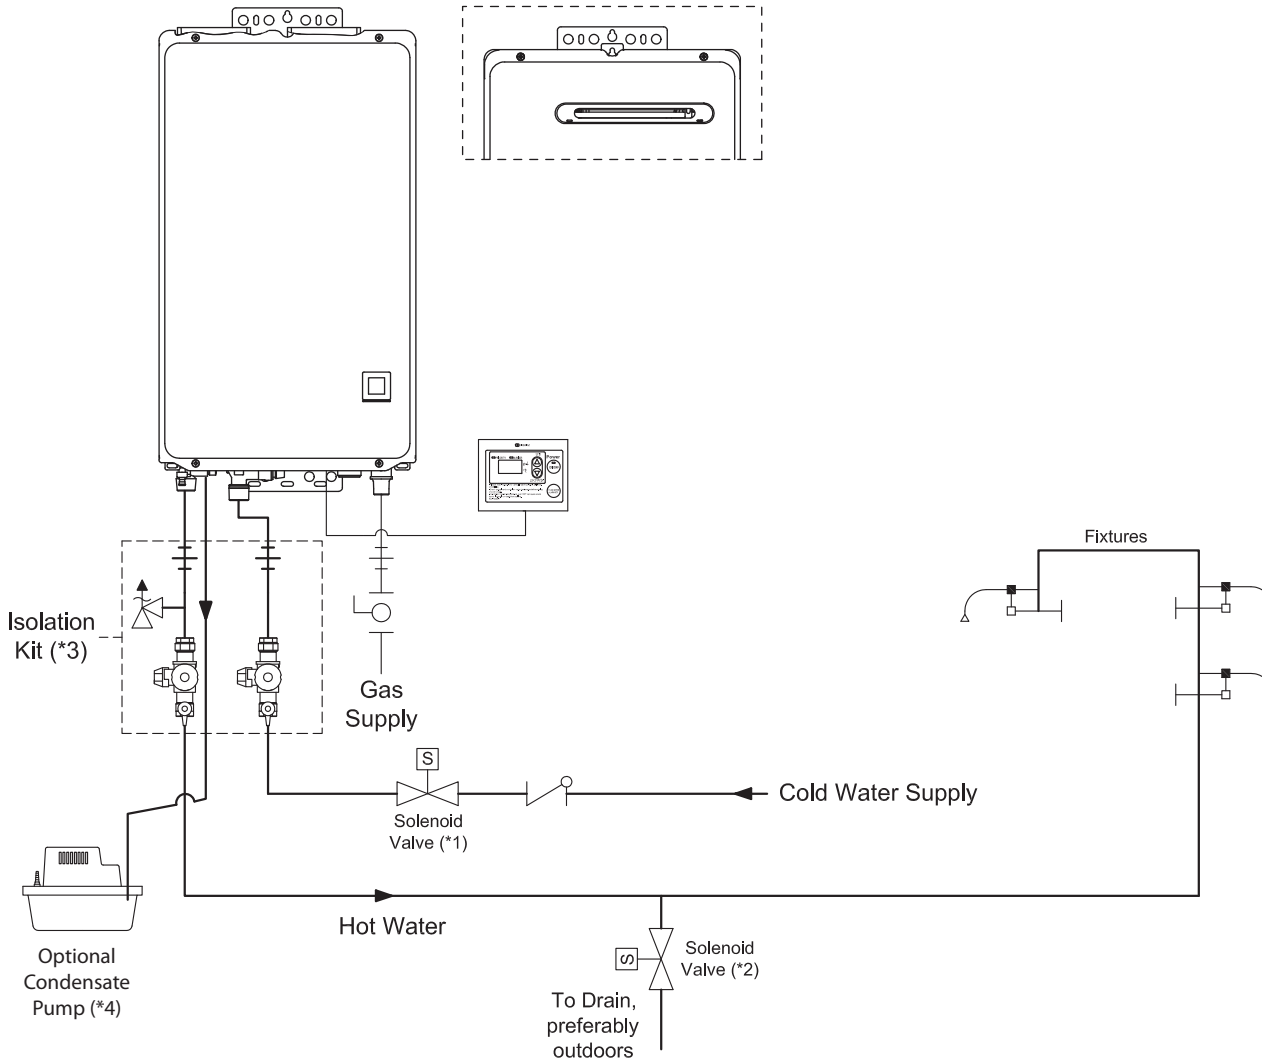 Fixtures
Isolation
Kit (*3)
Gas
Supply
S
Cold Water Supply
Solenoid
Valve (*1)
Hot Water
Optional
Condensate
Pump (*4)
S
Solenoid
Valve (*2)
To Drain,
preferably
outdoors